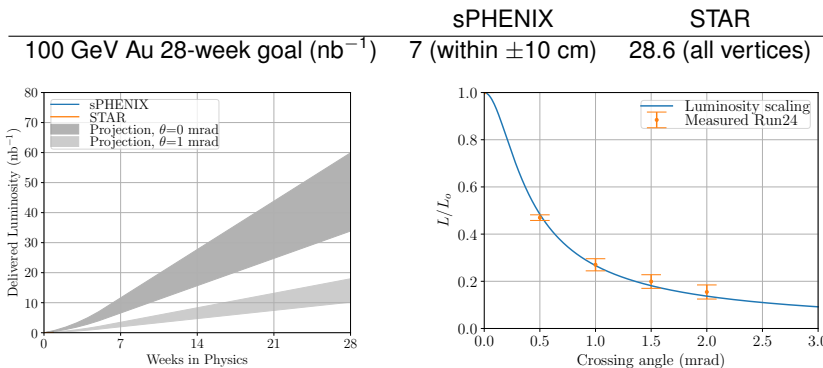 sPHENIX STAR
100 GeV Au 28-week goal (nb⁻¹) 7 (within ±10 cm) 28.6 (all vertices)
80
70
60
50
40
30
20
10
0
Delivered Luminosity (nb⁻¹)
sPHENIX
STAR
Projection, θ=0 mrad
Projection, θ=1 mrad
0 7 14 21 28
Weeks in Physics
1.0
0.8
0.6
0.4
0.2
0.0
L/Lₒ
Luminosity scaling
Measured Run24
0.0 0.5 1.0 1.5 2.0 2.5 3.0
Crossing angle (mrad)